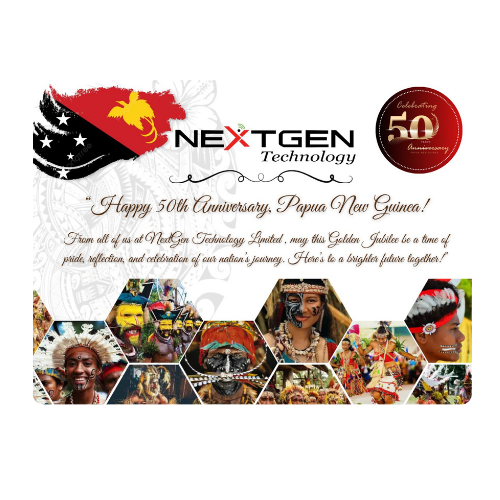 NEXTGEN
Technology
Celebrating
50
YEARS
Anniversary
“Happy 50th Anniversary, Papua New Guinea!
From all of us at NextGen Technology Limited , may this Golden Jubilee be a time of
pride, reflection, and celebration of our nation's journey. Here's to a brighter future together!"